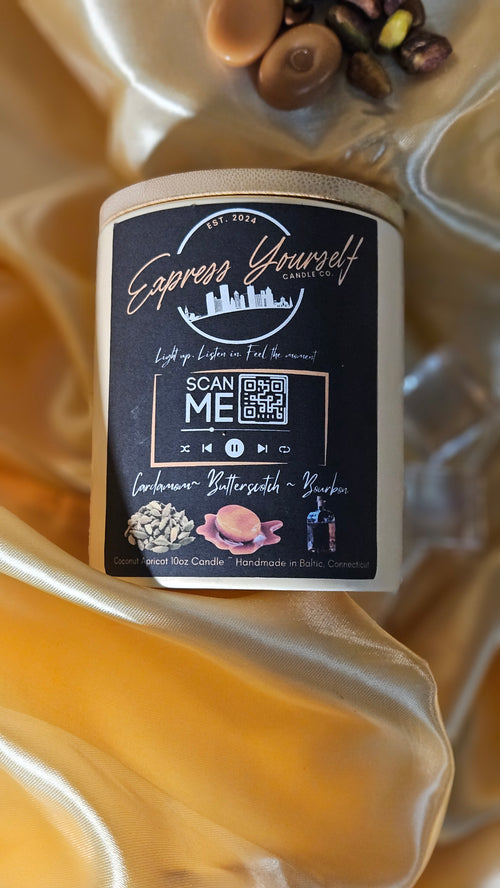 EST. 2024
Express Yourself
CANDLE CO.
Light up. Listen in. Feel the moment
SCAN
ME
Cardamom~ Butterscotch ~ Bourbon
Coconut Apricot 10oz Candle ~ Handmade in Baltic, Connecticut